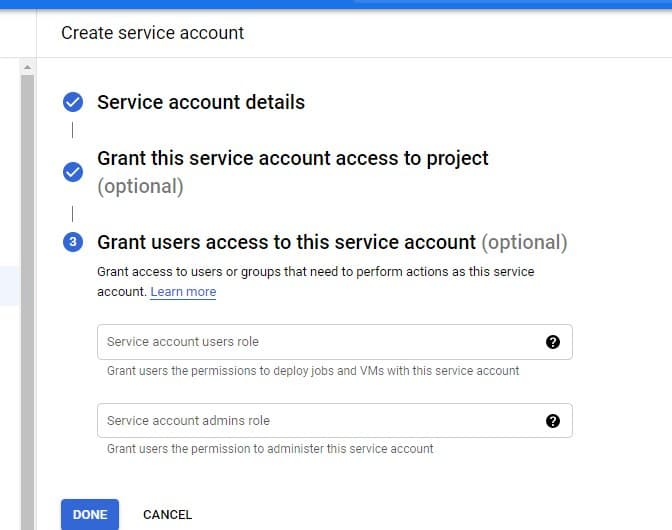 Create service account
Service account details
Grant this service account access to project
(optional)
3 Grant users access to this service account (optional)
Grant access to users or groups that need to perform actions as this service
account. Learn more
Service account users role
?
Grant users the permissions to deploy jobs and VMs with this service account
Service account admins role
?
Grant users the permission to administer this service account
DONE CANCEL